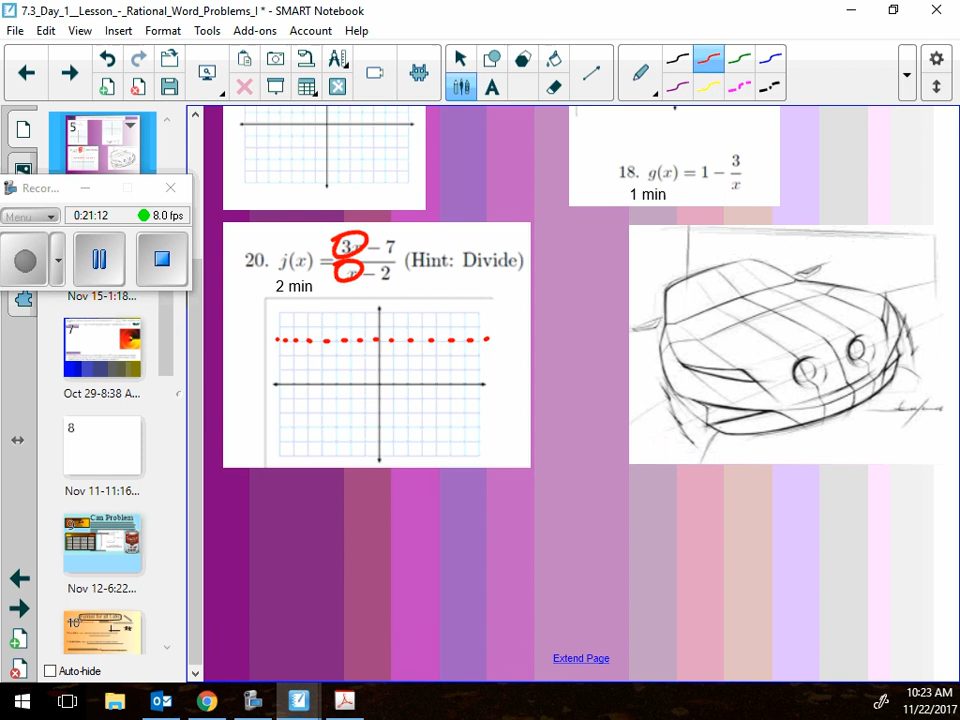 7.3_Day_1__Lesson_-_Rational_Word_Problems_I * - SMART Notebook
File Edit View Insert Format Tools Add-ons Account Help
5
Recor...
Menu
0:21:12
8.0 fps
Nov 15-1:18...
7
Oct 29-8:38 A...
8
Nov 11-11:16...
9
Can Problem
Nov 12-6:22...
10
Auto-hide
18. g(x) = 1 − 3/x
1 min
20. j(x) = 3x − 7 / x − 2 (Hint: Divide)
2 min
Extend Page
10:23 AM
11/22/2017